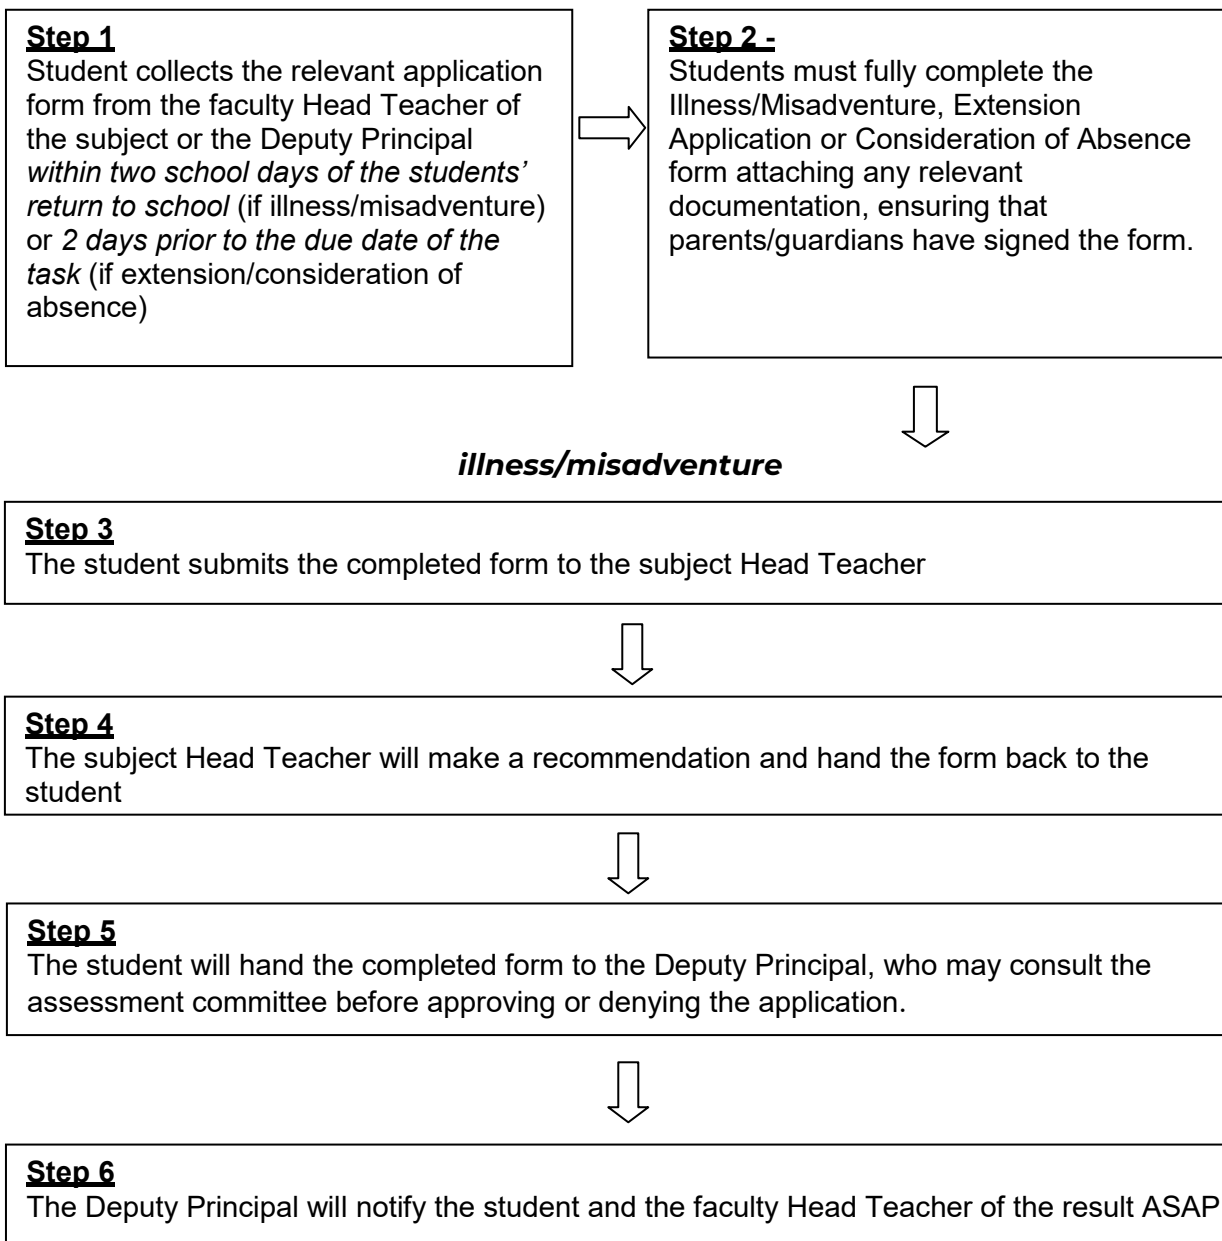 Step 1
Student collects the relevant application
form from the faculty Head Teacher of
the subject or the Deputy Principal
within two school days of the students’
return to school (if illness/misadventure)
or 2 days prior to the due date of the
task (if extension/consideration of
absence)
Step 2 -
Students must fully complete the
Illness/Misadventure, Extension
Application or Consideration of Absence
form attaching any relevant
documentation, ensuring that
parents/guardians have signed the form.
illness/misadventure
Step 3
The student submits the completed form to the subject Head Teacher
Step 4
The subject Head Teacher will make a recommendation and hand the form back to the
student
Step 5
The student will hand the completed form to the Deputy Principal, who may consult the
assessment committee before approving or denying the application.
Step 6
The Deputy Principal will notify the student and the faculty Head Teacher of the result ASAP